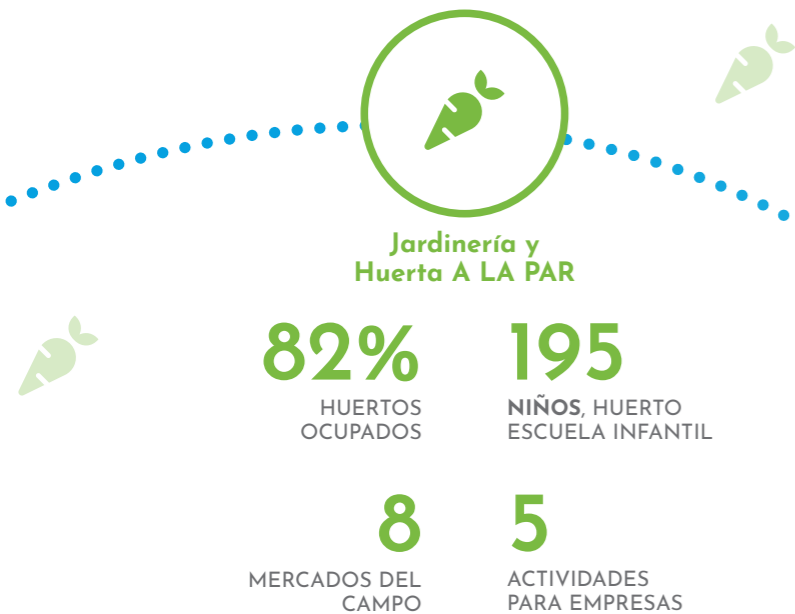 Jardinería y
Huerta A LA PAR
82%
HUERTOS
OCUPADOS
195
NIÑOS, HUERTO
ESCUELA INFANTIL
8
MERCADOS DEL
CAMPO
5
ACTIVIDADES
PARA EMPRESAS